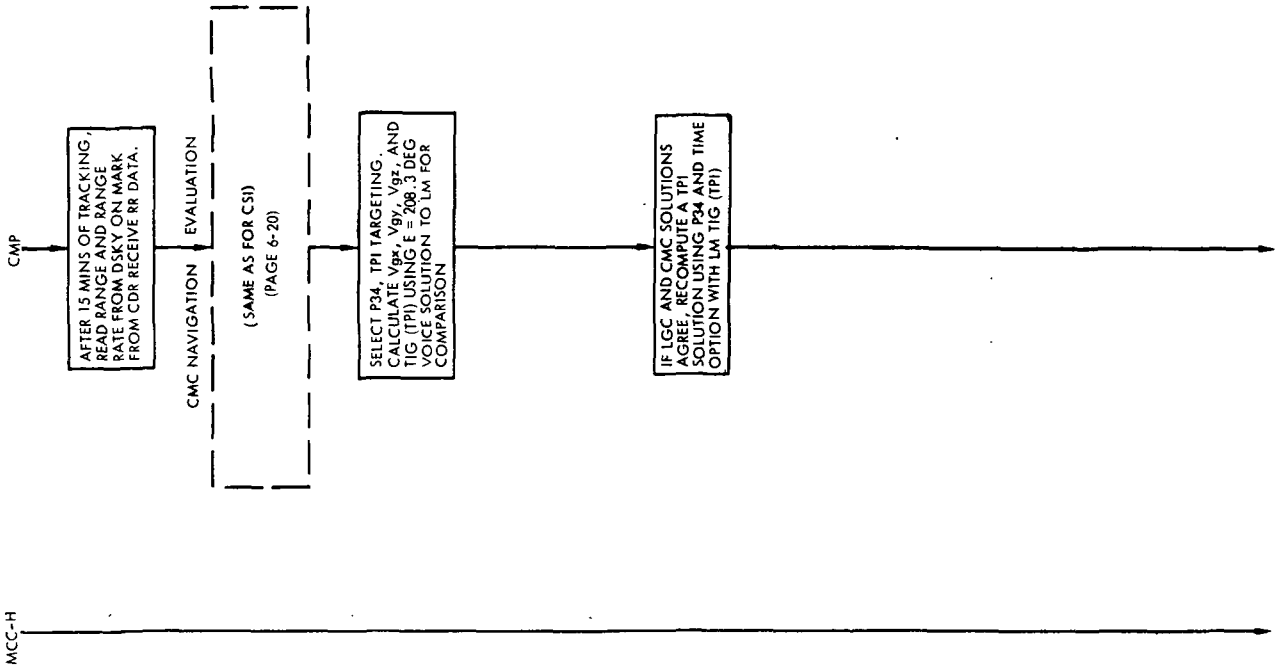 CMP
AFTER 15 MINS OF TRACKING,
READ RANGE AND RANGE
RATE FROM DSKY ON MARK
FROM CDR RECEIVE RR DATA.
CMC NAVIGATION EVALUATION
(SAME AS FOR CSI)
(PAGE 6-20)
SELECT P34, TPI TARGETING.
CALCULATE Vgx, Vgy, Vgz, AND
TIG (TPI) USING E = 208.3 DEG
VOICE SOLUTION TO LM FOR
COMPARISON
IF LGC AND CMC SOLUTIONS
AGREE, RECOMPUTE A TPI
SOLUTION USING P34 AND TIME
OPTION WITH LM TIG (TPI)
MCC-H